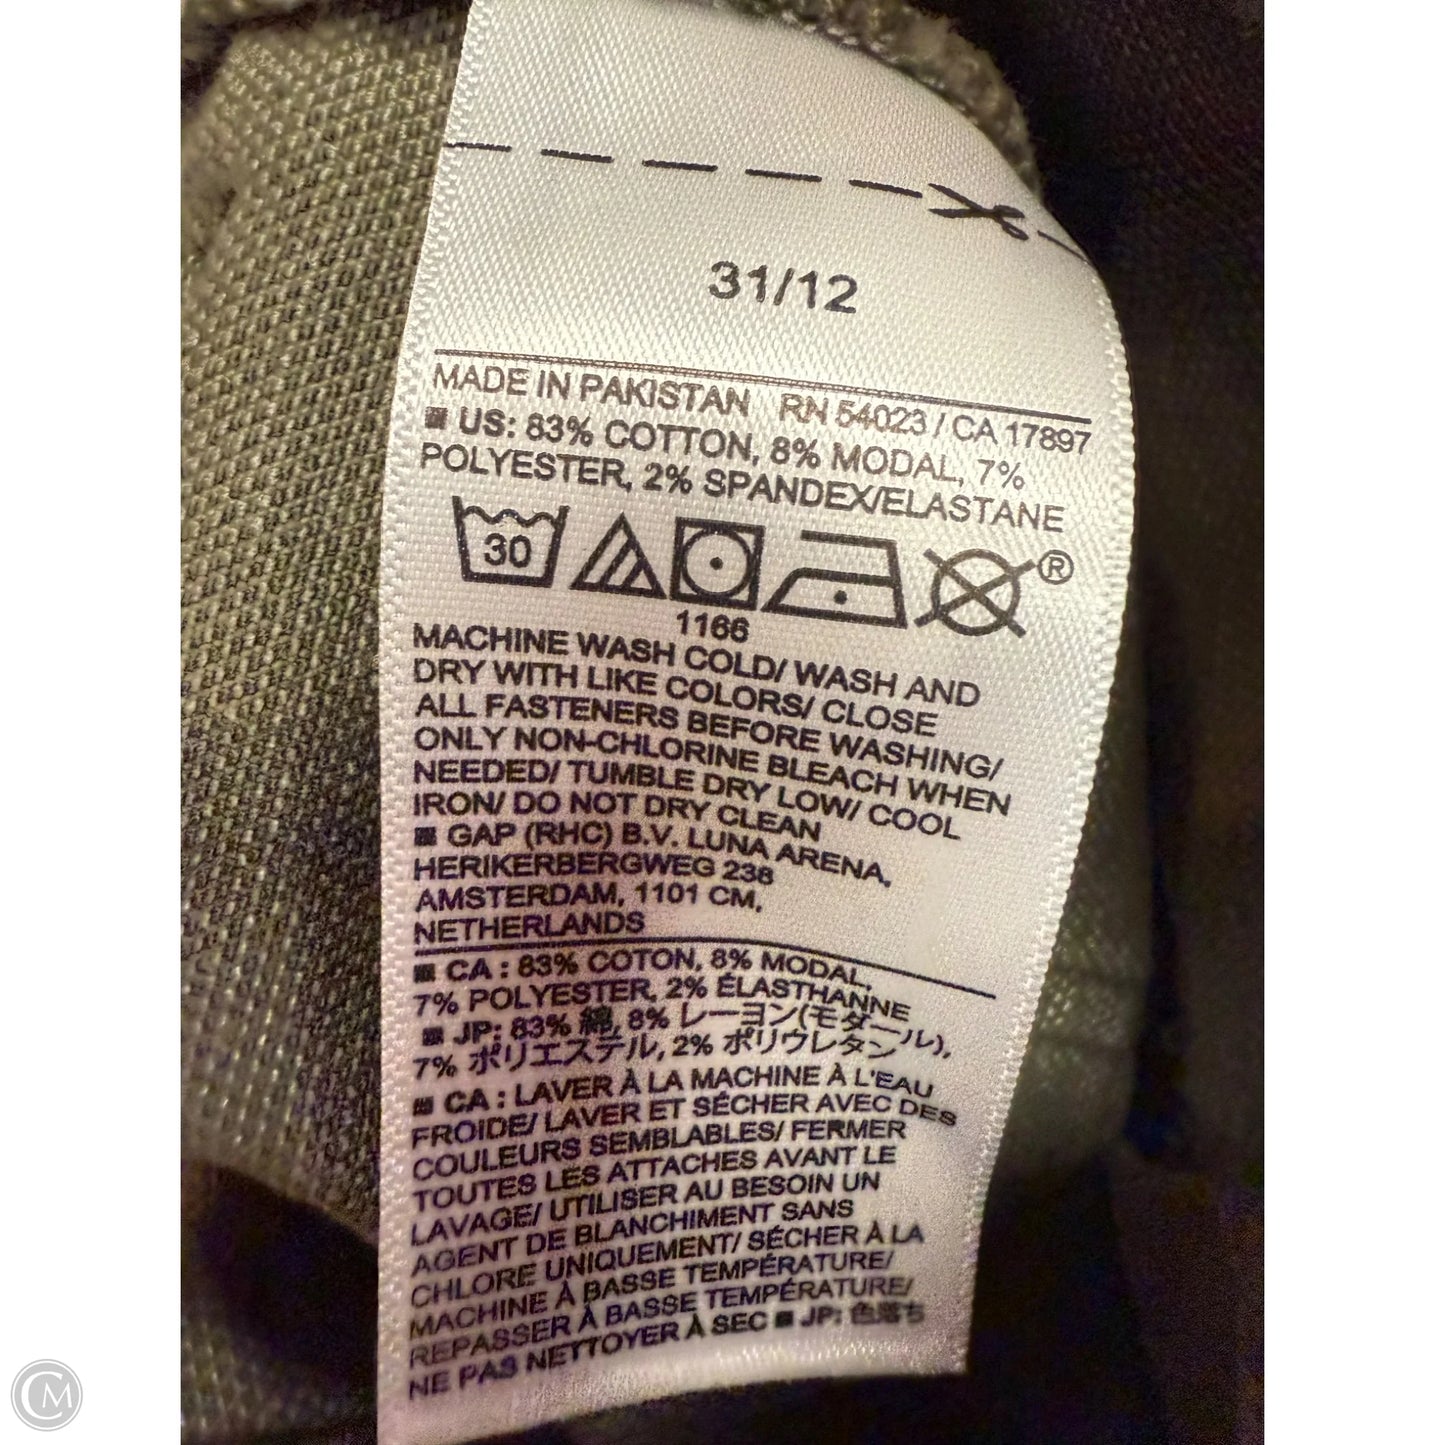 31/12
MADE IN PAKISTAN RN 54023 / CA 17897
US: 83% COTTON, 8% MODAL, 7%
POLYESTER, 2% SPANDEX/ELASTANE
30
®
1166
MACHINE WASH COLD/ WASH AND
DRY WITH LIKE COLORS/ CLOSE
ALL FASTENERS BEFORE WASHING/
ONLY NON-CHLORINE BLEACH WHEN
NEEDED/ TUMBLE DRY LOW/ COOL
IRON/ DO NOT DRY CLEAN
GAP (RHC) B.V. LUNA ARENA,
HERIKERBERGWEG 238
AMSTERDAM, 1101 CM,
NETHERLANDS
CA : 83% COTON, 8% MODAL,
7% POLYESTER, 2% ÉLASTHANNE
JP: 83% 綿, 8% レーヨン(モダール),
7% ポリエステル, 2% ポリウレタン
CA : LAVER À LA MACHINE À L'EAU
FROIDE/ LAVER ET SÉCHER AVEC DES
COULEURS SEMBLABLES/ FERMER
TOUTES LES ATTACHES AVANT LE
LAVAGE/ UTILISER AU BESOIN UN
AGENT DE BLANCHIMENT SANS
CHLORE UNIQUEMENT/ SÉCHER À LA
MACHINE À BASSE TEMPÉRATURE/
REPASSER À BASSE TEMPÉRATURE/
NE PAS NETTOYER À SEC JP: 色落ち
CM